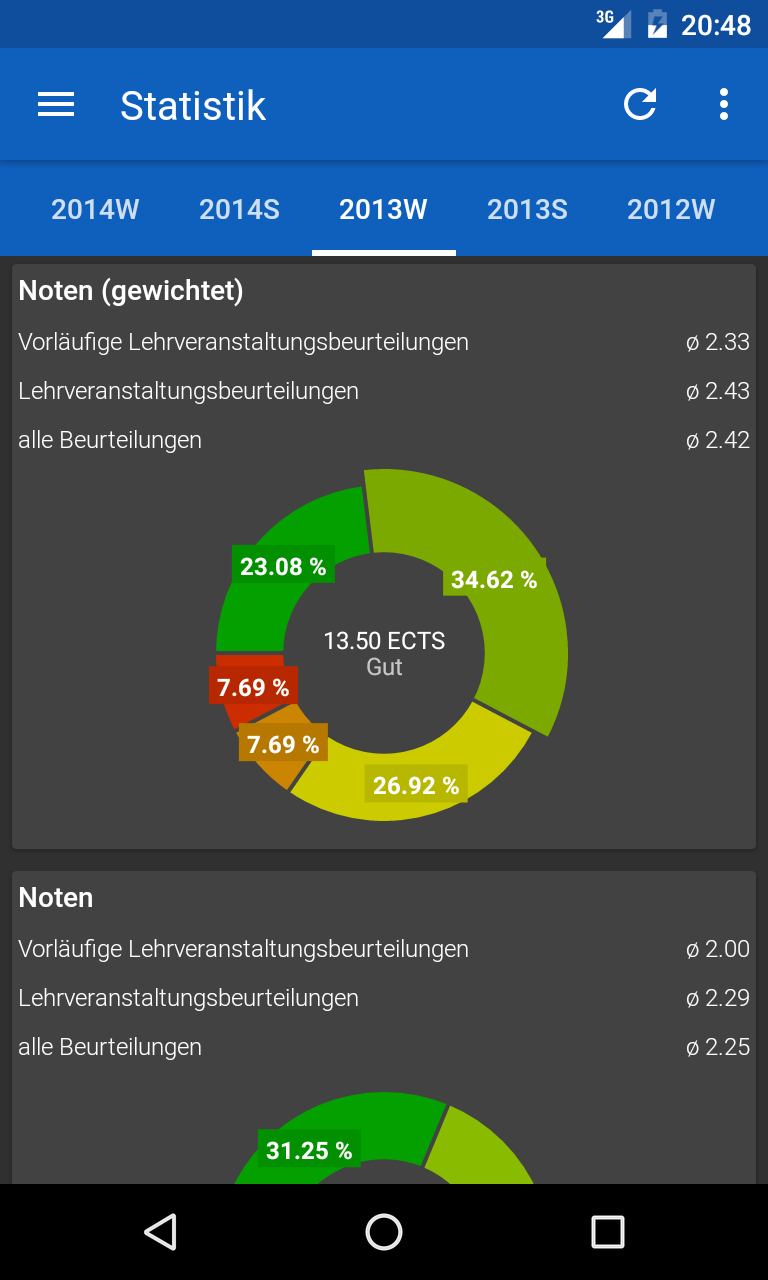 3G 20:48
Statistik
2014W 2014S 2013W 2013S 2012W
Noten (gewichtet)
Vorläufige Lehrveranstaltungsbeurteilungen ø 2.33
Lehrveranstaltungsbeurteilungen ø 2.43
alle Beurteilungen ø 2.42
23.08 %
34.62 %
13.50 ECTS
Gut
7.69 %
7.69 %
26.92 %
Noten
Vorläufige Lehrveranstaltungsbeurteilungen ø 2.00
Lehrveranstaltungsbeurteilungen ø 2.29
alle Beurteilungen ø 2.25
31.25 %